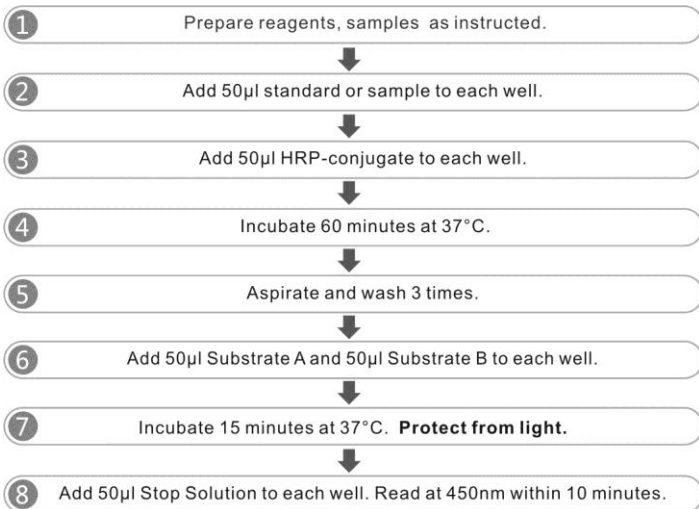 1 Prepare reagents, samples as instructed.
2 Add 50μl standard or sample to each well.
3 Add 50μl HRP-conjugate to each well.
4 Incubate 60 minutes at 37°C.
5 Aspirate and wash 3 times.
6 Add 50μl Substrate A and 50μl Substrate B to each well.
7 Incubate 15 minutes at 37°C. Protect from light.
8 Add 50μl Stop Solution to each well. Read at 450nm within 10 minutes.